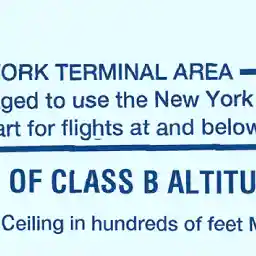 ORK TERMINAL AREA —
ged to use the New York
art for flights at and below
OF CLASS B ALTITU
Ceiling in hundreds of feet M